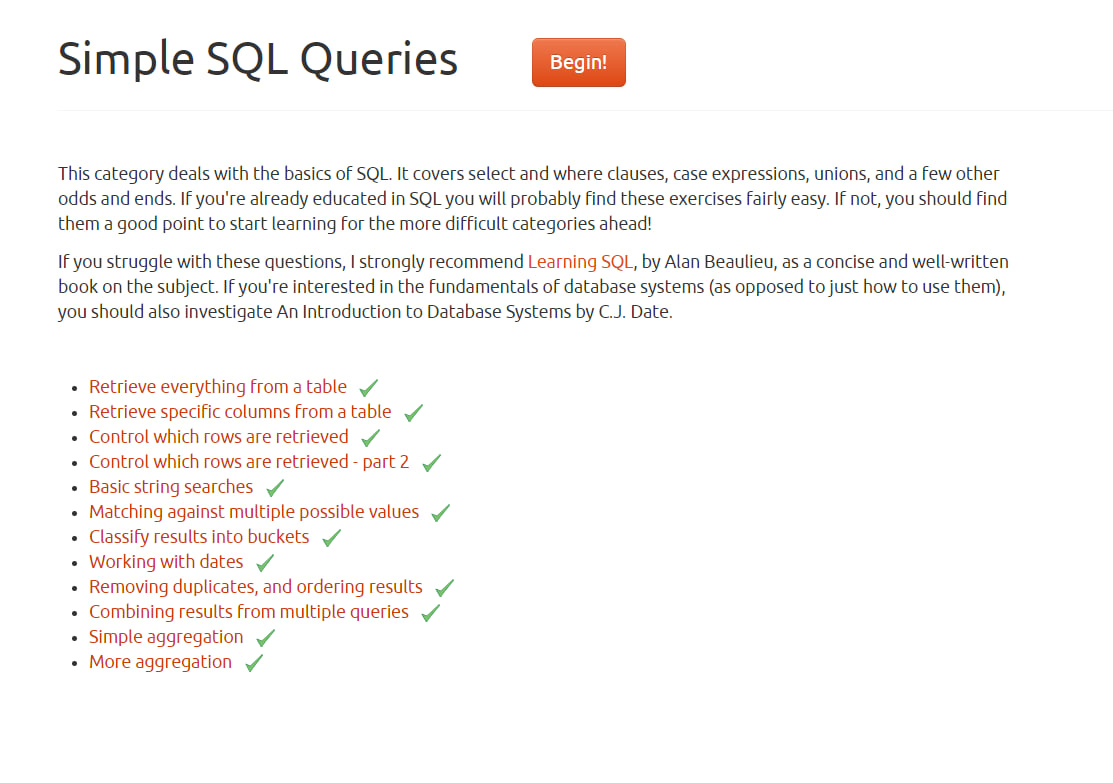 Simple SQL Queries
Begin!
This category deals with the basics of SQL. It covers select and where clauses, case expressions, unions, and a few other
odds and ends. If you're already educated in SQL you will probably find these exercises fairly easy. If not, you should find
them a good point to start learning for the more difficult categories ahead!
If you struggle with these questions, I strongly recommend Learning SQL, by Alan Beaulieu, as a concise and well-written
book on the subject. If you're interested in the fundamentals of database systems (as opposed to just how to use them),
you should also investigate An Introduction to Database Systems by C.J. Date.
Retrieve everything from a table
Retrieve specific columns from a table
Control which rows are retrieved
Control which rows are retrieved - part 2
Basic string searches
Matching against multiple possible values
Classify results into buckets
Working with dates
Removing duplicates, and ordering results
Combining results from multiple queries
Simple aggregation
More aggregation